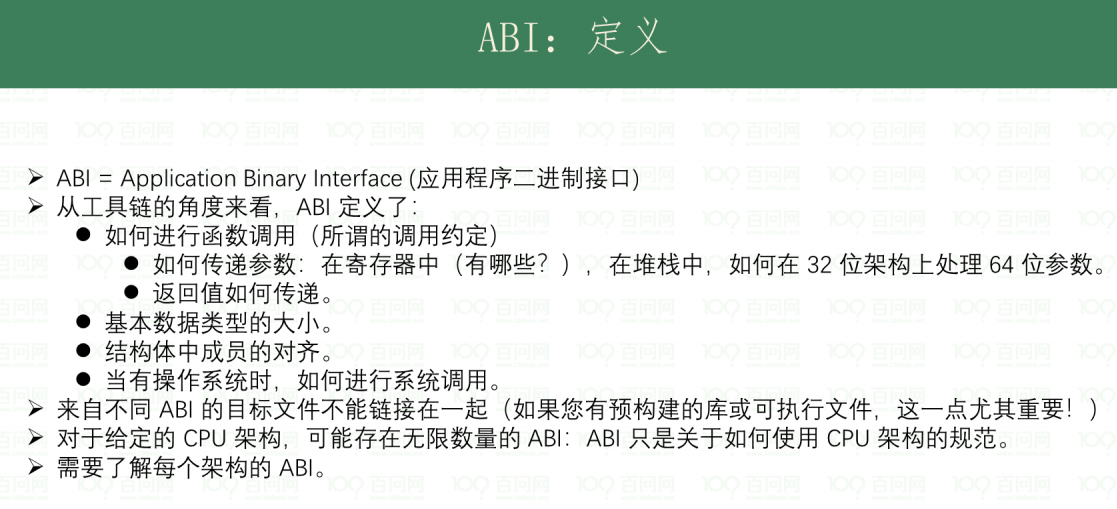 ABI：定义
ABI = Application Binary Interface (应用程序二进制接口)
从工具链的角度来看，ABI 定义了：
如何进行函数调用（所谓的调用约定）
如何传递参数：在寄存器中（有哪些？），在堆栈中，如何在 32 位架构上处理 64 位参数。
返回值如何传递。
基本数据类型的大小。
结构体中成员的对齐。
当有操作系统时，如何进行系统调用。
来自不同 ABI 的目标文件不能链接在一起（如果您有预构建的库或可执行文件，这一点尤其重要！）
对于给定的 CPU 架构，可能存在无限数量的 ABI：ABI 只是关于如何使用 CPU 架构的规范。
需要了解每个架构的 ABI。